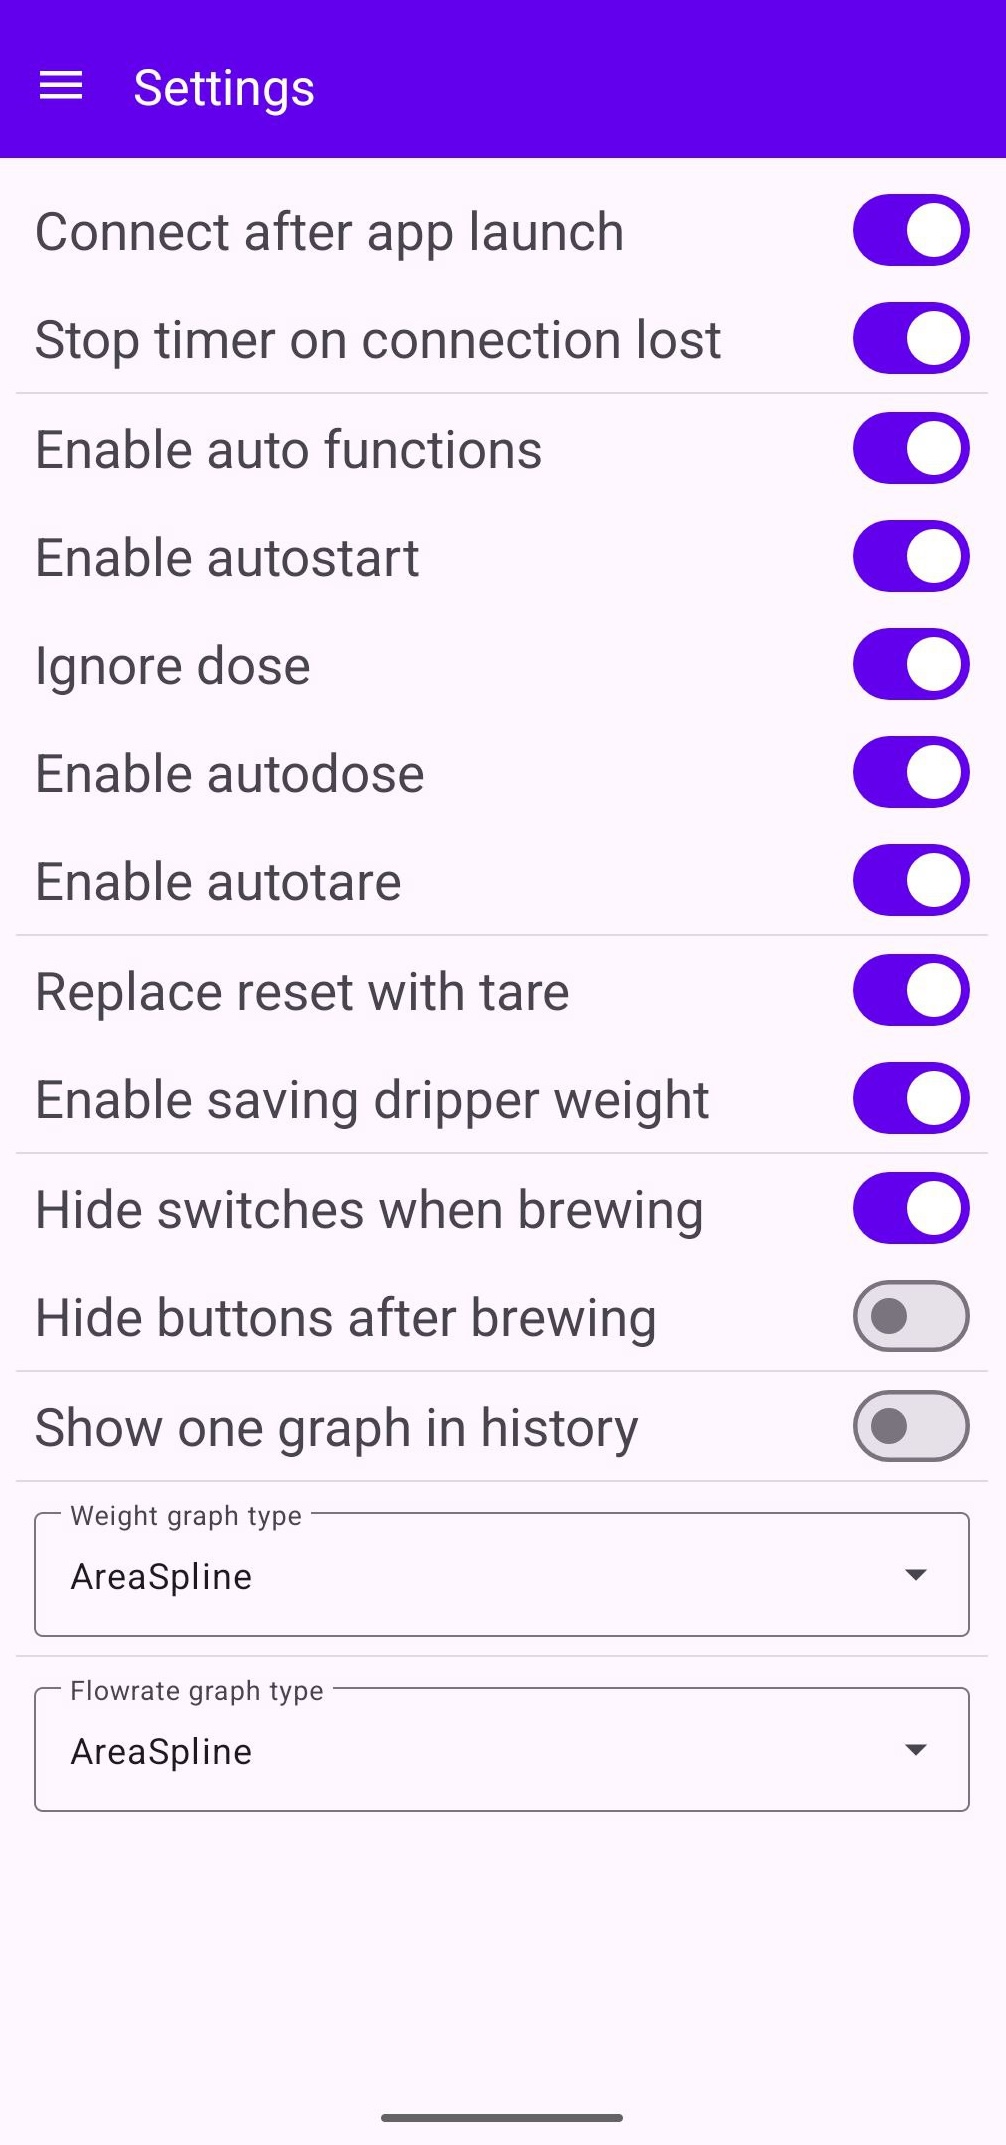 Settings
Connect after app launch
Stop timer on connection lost
Enable auto functions
Enable autostart
Ignore dose
Enable autodose
Enable autotare
Replace reset with tare
Enable saving dripper weight
Hide switches when brewing
Hide buttons after brewing
Show one graph in history
Weight graph type
AreaSpline
Flowrate graph type
AreaSpline